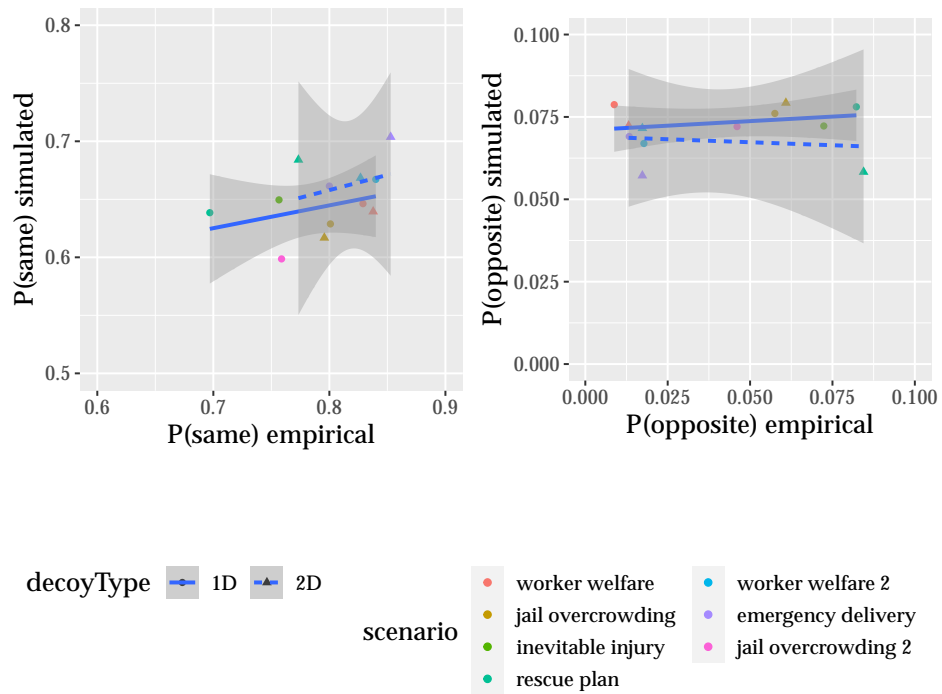 0.8
0.7
0.6
0.5
P(same) simulated
0.6 0.7 0.8 0.9
P(same) empirical
0.100
0.075
0.050
0.025
0.000
P(opposite) simulated
0.000 0.025 0.050 0.075 0.100
P(opposite) empirical
decoyType 1D 2D
scenario
worker welfare
jail overcrowding
inevitable injury
rescue plan
worker welfare 2
emergency delivery
jail overcrowding 2